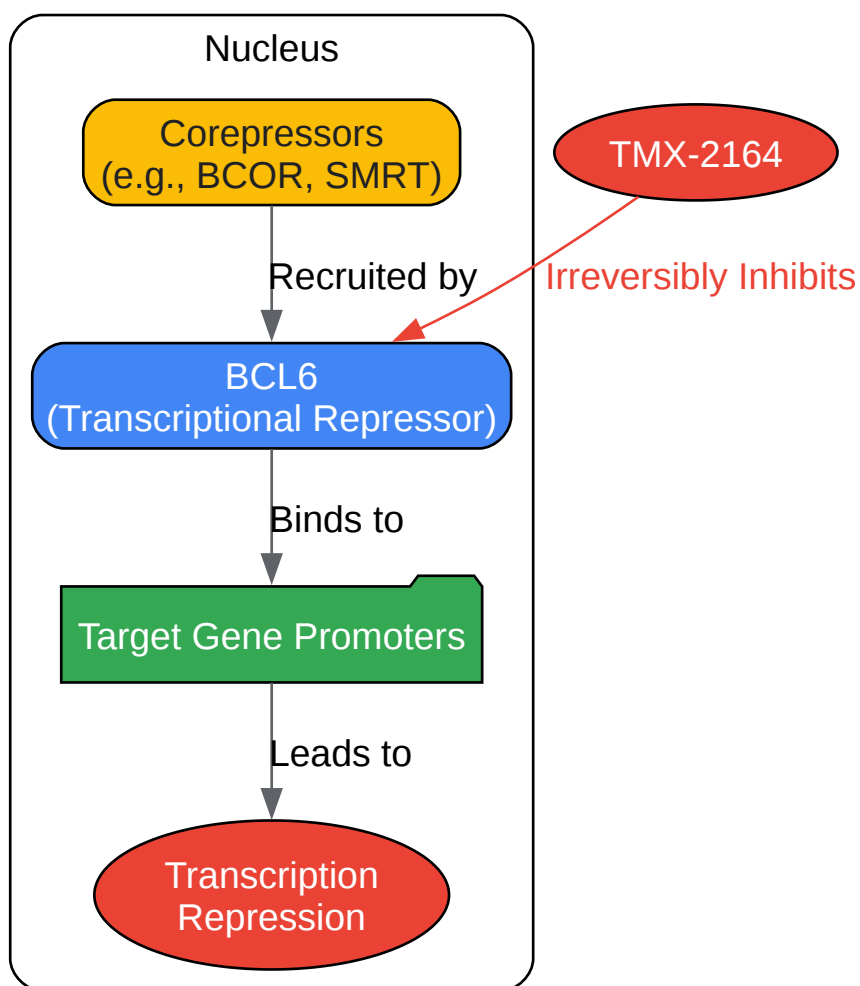 Nucleus
Corepressors
(e.g., BCOR, SMRT)
TMX-2164
Recruited by
Irreversibly Inhibits
BCL6
(Transcriptional Repressor)
Binds to
Target Gene Promoters
Leads to
Transcription
Repression